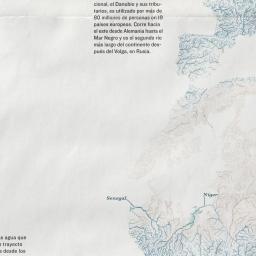 cional, el Danubio y sus tribu-
tarios, es utilizado por más de
80 millones de personas en 19
países europeos. Corre hacia
el este desde Alemania hasta el
Mar Negro y es el segundo río
más largo del continente des-
pués del Volga, en Rusia.
Senegal
Níger
s agua que
trayecto
s desde los